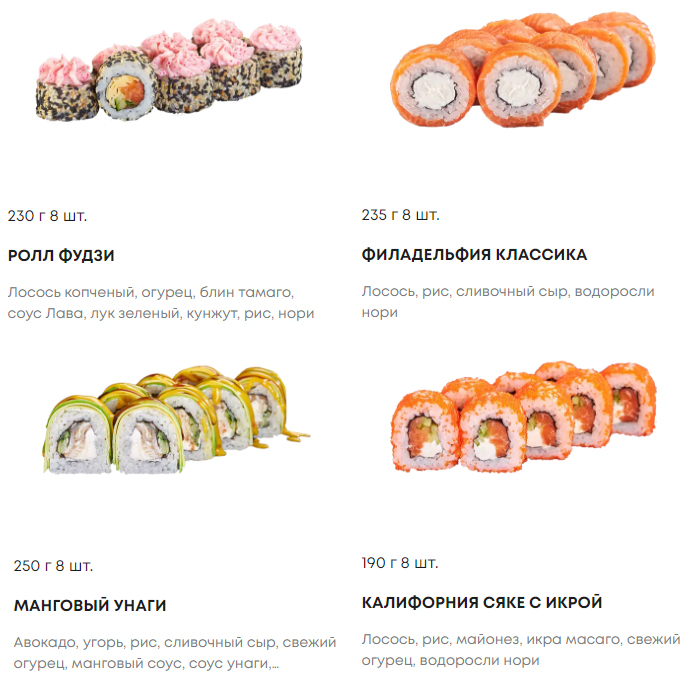 230 г 8 шт.
РОЛЛ ФУДЗИ
Лосось копченый, огурец, блин тамаго,
соус Лава, лук зеленый, кунжут, рис, нори
235 г 8 шт.
ФИЛАДЕЛЬФИЯ КЛАССИКА
Лосось, рис, сливочный сыр, водоросли
нори
250 г 8 шт.
МАНГОВЫЙ УНАГИ
Авокадо, угорь, рис, сливочный сыр, свежий
огурец, манговый соус, соус унаги,…
190 г 8 шт.
КАЛИФОРНИЯ СЯКЕ С ИКРОЙ
Лосось, рис, майонез, икра масаго, свежий
огурец, водоросли нори